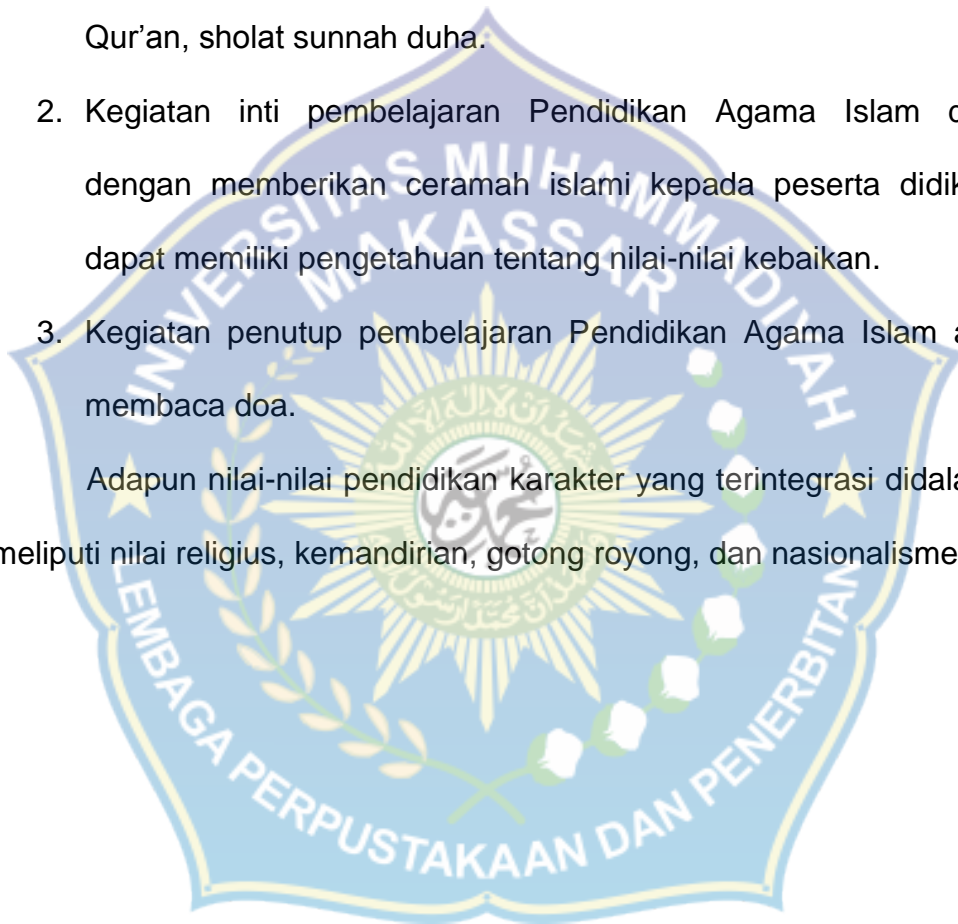 Qur'an, sholat sunnah duha.
2. Kegiatan inti pembelajaran Pendidikan Agama Islam
dengan memberikan ceramah islami kepada peserta didik
dapat memiliki pengetahuan tentang nilai-nilai kebaikan.
3. Kegiatan penutup pembelajaran Pendidikan Agama Islam
membaca doa.
Adapun nilai-nilai pendidikan karakter yang terintegrasi
meliputi nilai religius, kemandirian, gotong royong, dan nasionalisme
UNIVERSITAS MUHAMMADIYAH
MAKASSAR
LEMBAGA PERPUSTAKAAN DAN PENERBITAN